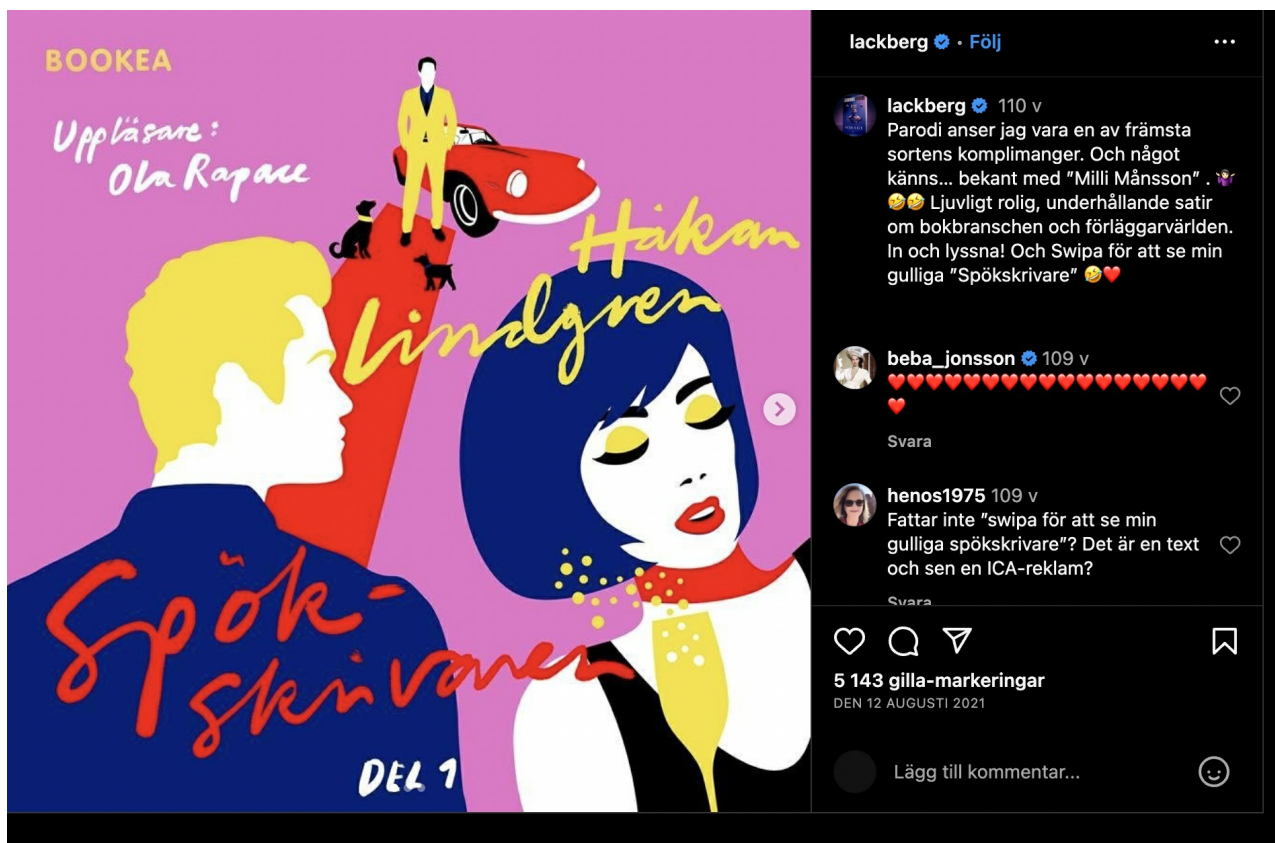 BOOKEA
Uppläsare:
Ola Rapace
Håkan
Lindgren
Spök-
skrivaren
DEL 1
lackberg • Följ
lackberg 110 v
Parodi anser jag vara en av främsta
sortens komplimanger. Och något
känns... bekant med ”Milli Månsson” . 🤷🏻‍♀️
🤣🤣 Ljuvligt rolig, underhållande satir
om bokbranschen och förläggarvärlden.
In och lyssna! Och Swipa för att se min
gulliga ”Spökskrivare” 🤣❤️
beba_jonsson 109 v
❤️❤️❤️❤️❤️❤️❤️❤️❤️❤️❤️❤️❤️❤️❤️❤️❤️
❤️
Svara
henos1975 109 v
Fattar inte ”swipa för att se min
gulliga spökskrivare”? Det är en text
och sen en ICA-reklam?
Svara
5 143 gilla-markeringar
DEN 12 AUGUSTI 2021
Lägg till kommentar...